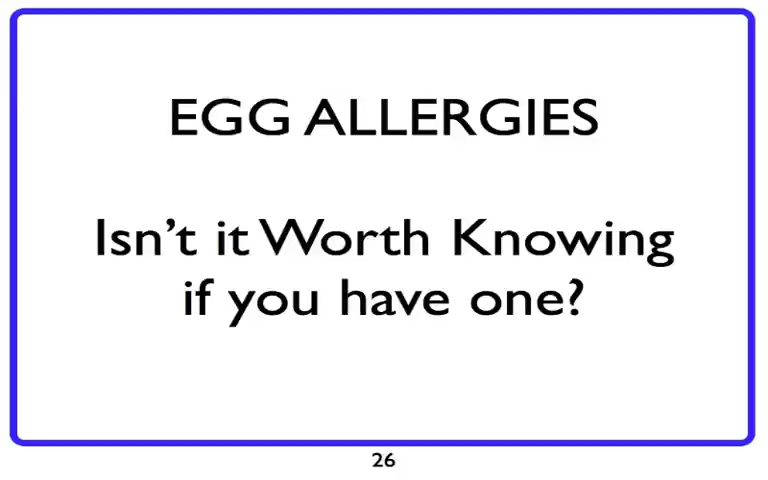 EGG ALLERGIES
Isn’t it Worth Knowing
if you have one?
26